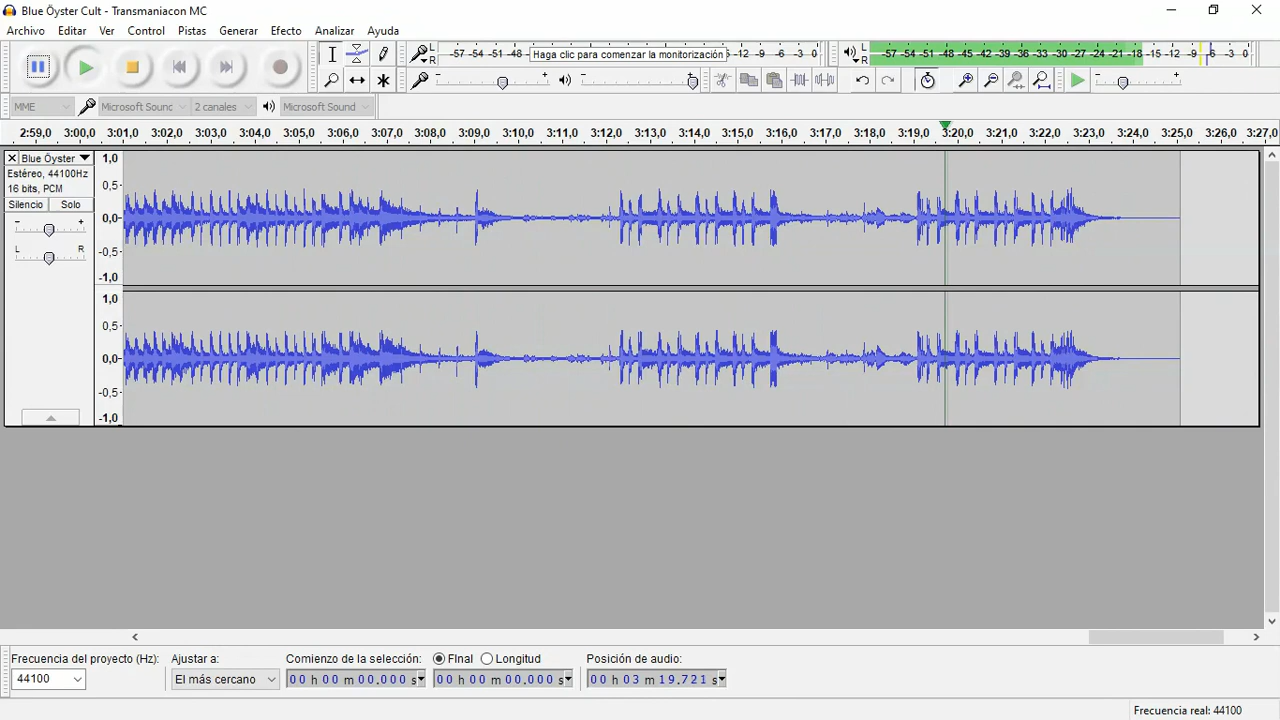 Blue Öyster Cult - Transmaniacon MC
Archivo Editar Ver Control Pistas Generar Efecto Analizar Ayuda
L R -57 -54 -51 -48 Haga clic para comenzar la monitorización -12 -9 -6 -3 0
L R -57 -54 -51 -48 -45 -42 -39 -36 -33 -30 -27 -24 -21 -18 -15 -12 -9 -6 -3 0
- + - + - +
MME Microsoft Sounc 2 canales Microsoft Sound
2:59,0 3:00,0 3:01,0 3:02,0 3:03,0 3:04,0 3:05,0 3:06,0 3:07,0 3:08,0 3:09,0 3:10,0 3:11,0 3:12,0 3:13,0 3:14,0 3:15,0 3:16,0 3:17,0 3:18,0 3:19,0 3:20,0 3:21,0 3:22,0 3:23,0 3:24,0 3:25,0 3:26,0 3:27,0
Blue Öyster
Estéreo, 44100Hz
16 bits, PCM
Silencio Solo
- +
L R
1,0
0,5
0,0
-0,5
-1,0
1,0
0,5
0,0
-0,5
-1,0
Frecuencia del proyecto (Hz): Ajustar a: Comienzo de la selección: FInal Longitud Posición de audio:
44100 El más cercano 00 h 00 m 00.000 s 00 h 00 m 00.000 s 00 h 03 m 19.721 s
Frecuencia real: 44100